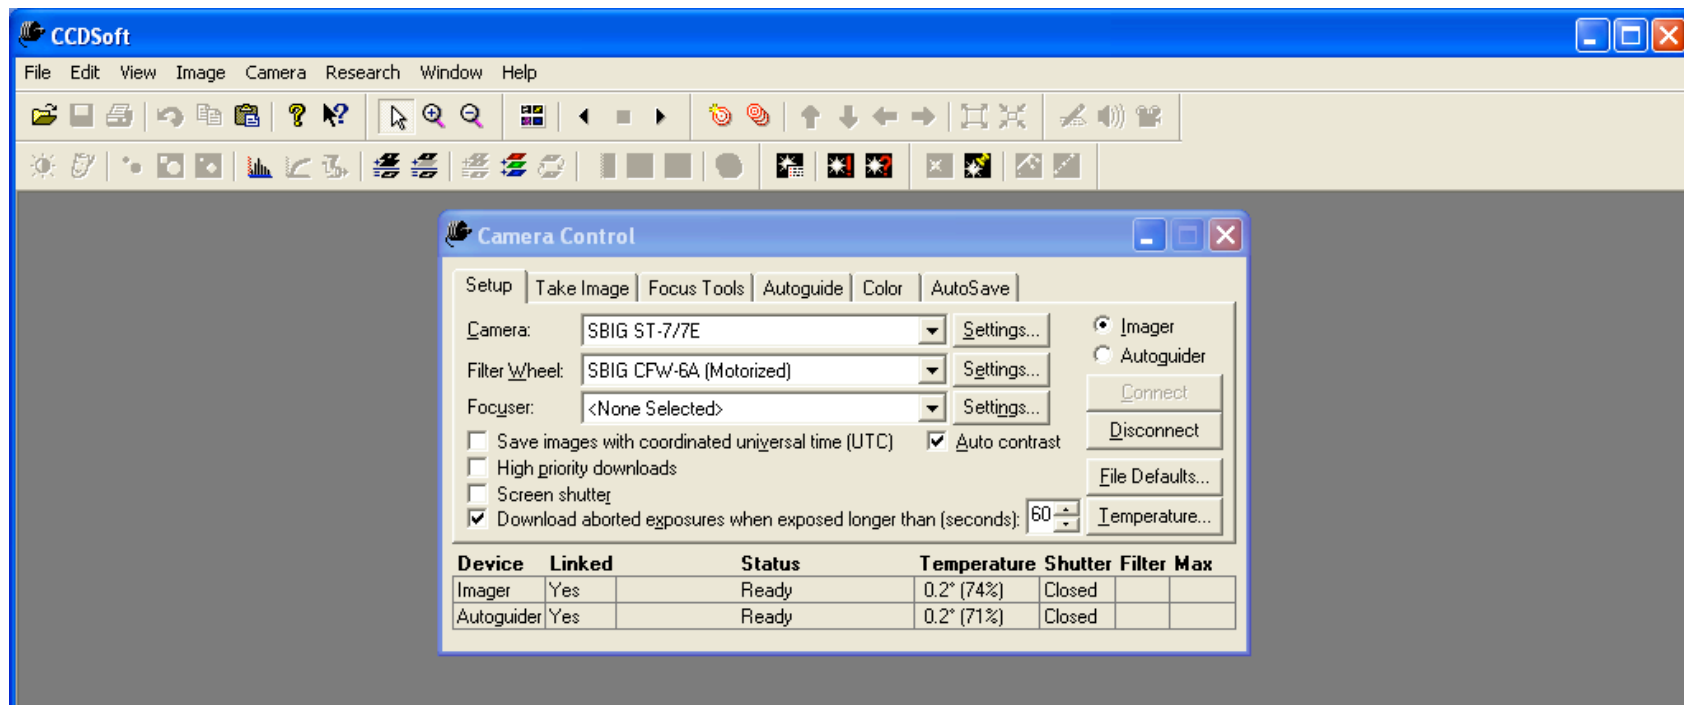 CCDSoft
File Edit View Image Camera Research Window Help
Camera Control
Setup Take Image Focus Tools Autoguide Color AutoSave
Camera: SBIG ST-7/7E Settings... Imager
Autoguider
Filter Wheel: SBIG CFW-6A (Motorized) Settings...
Connect
Focuser: <None Selected> Settings...
Disconnect
Save images with coordinated universal time (UTC) Auto contrast
High priority downloads
File Defaults...
Screen shutter
Download aborted exposures when exposed longer than (seconds): 60 Temperature...
Device Linked Status Temperature Shutter Filter Max
Imager Yes Ready 0.2° (74%) Closed
Autoguider Yes Ready 0.2° (71%) Closed